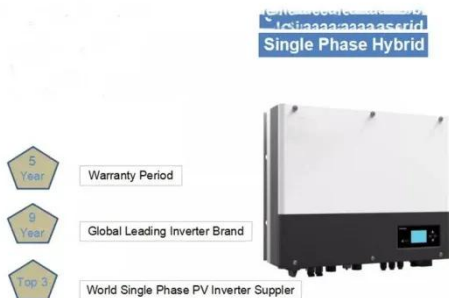 Single Phase Hybrid
5
Year
Warranty Period
9
Year
Global Leading Inverter Brand
Top 3
World Single Phase PV Inverter Suppler